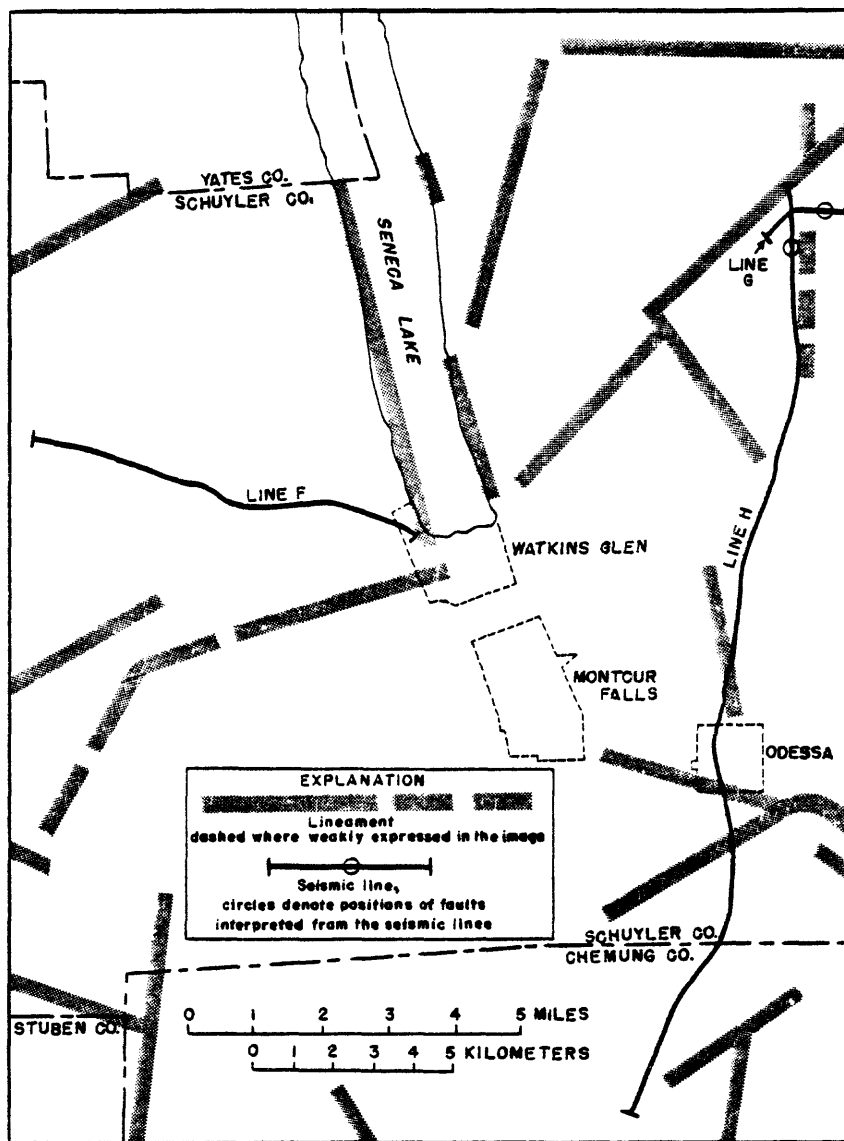 YATES CO.
SCHUYLER CO.
SENECA LAKE
LINE
G
LINE F
LINE H
WATKINS GLEN
MONTOUR
FALLS
ODESSA
EXPLANATION
Lineament
dashed where weakly expressed in the image
Seismic line,
circles denote positions of faults
interpreted from the seismic linee
SCHUYLER CO.
CHEMUNG CO.
STUBEN CO.
0 1 2 3 4 5 MILES
0 1 2 3 4 5 KILOMETERS